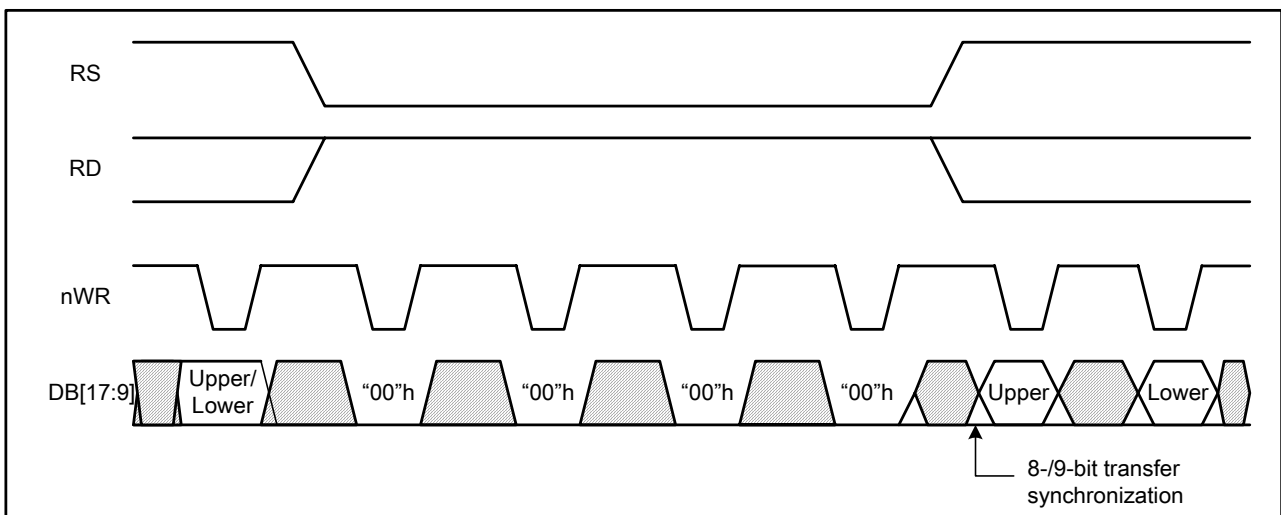 RS
RD
nWR
DB[17:9]
Upper/
Lower
“00”h
“00”h
“00”h
“00”h
Upper
Lower
8-/9-bit transfer
synchronization